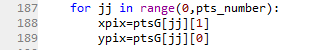 187 for jj in range(0,pts_number):
188 xpix=ptsG[jj][1]
189 ypix=ptsG[jj][0]